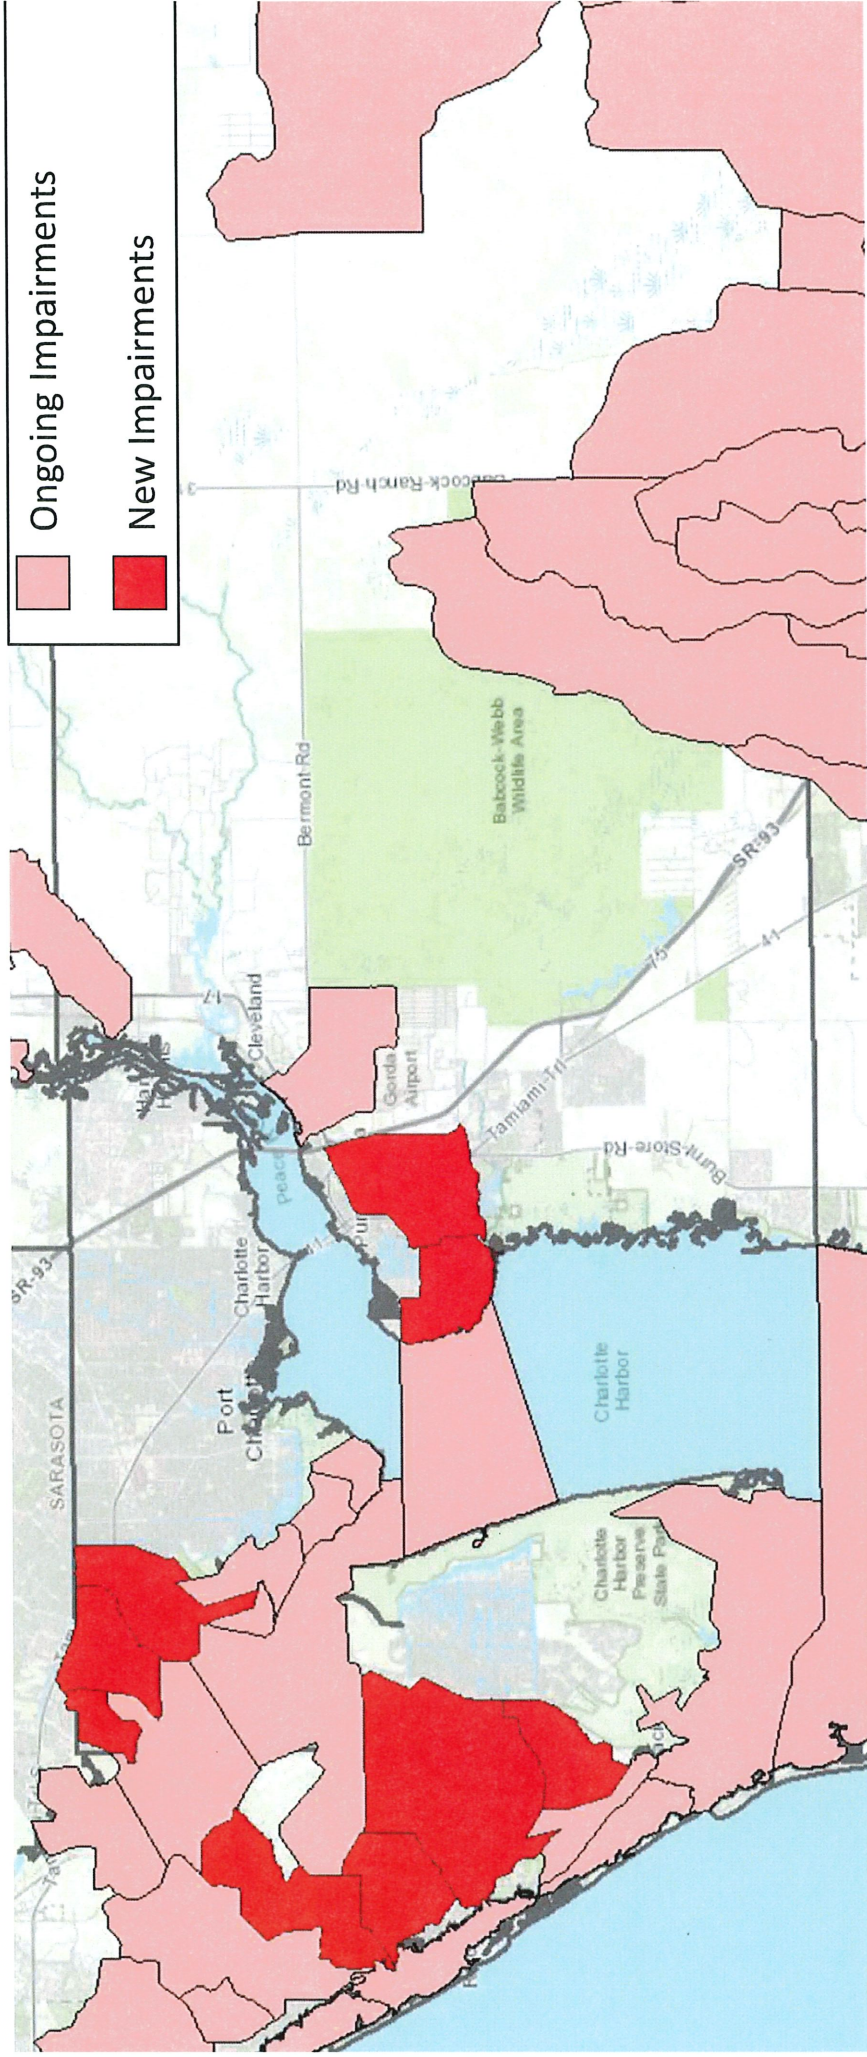 Ongoing Impairments
New Impairments
SR-93
SARASOTA
Port
Charlotte
Harbor
17
Cleveland
31
Bermont-Rd
Babcock-Ranch-Rd
41
Gorda
Airport
Babcock-Webb
Wildlife Area
Tamiami-Trl
75
SR-93
41
Burnt-Store-Rd
Charlotte
Harbor
Charlotte
Harbor
Preserve
State Park